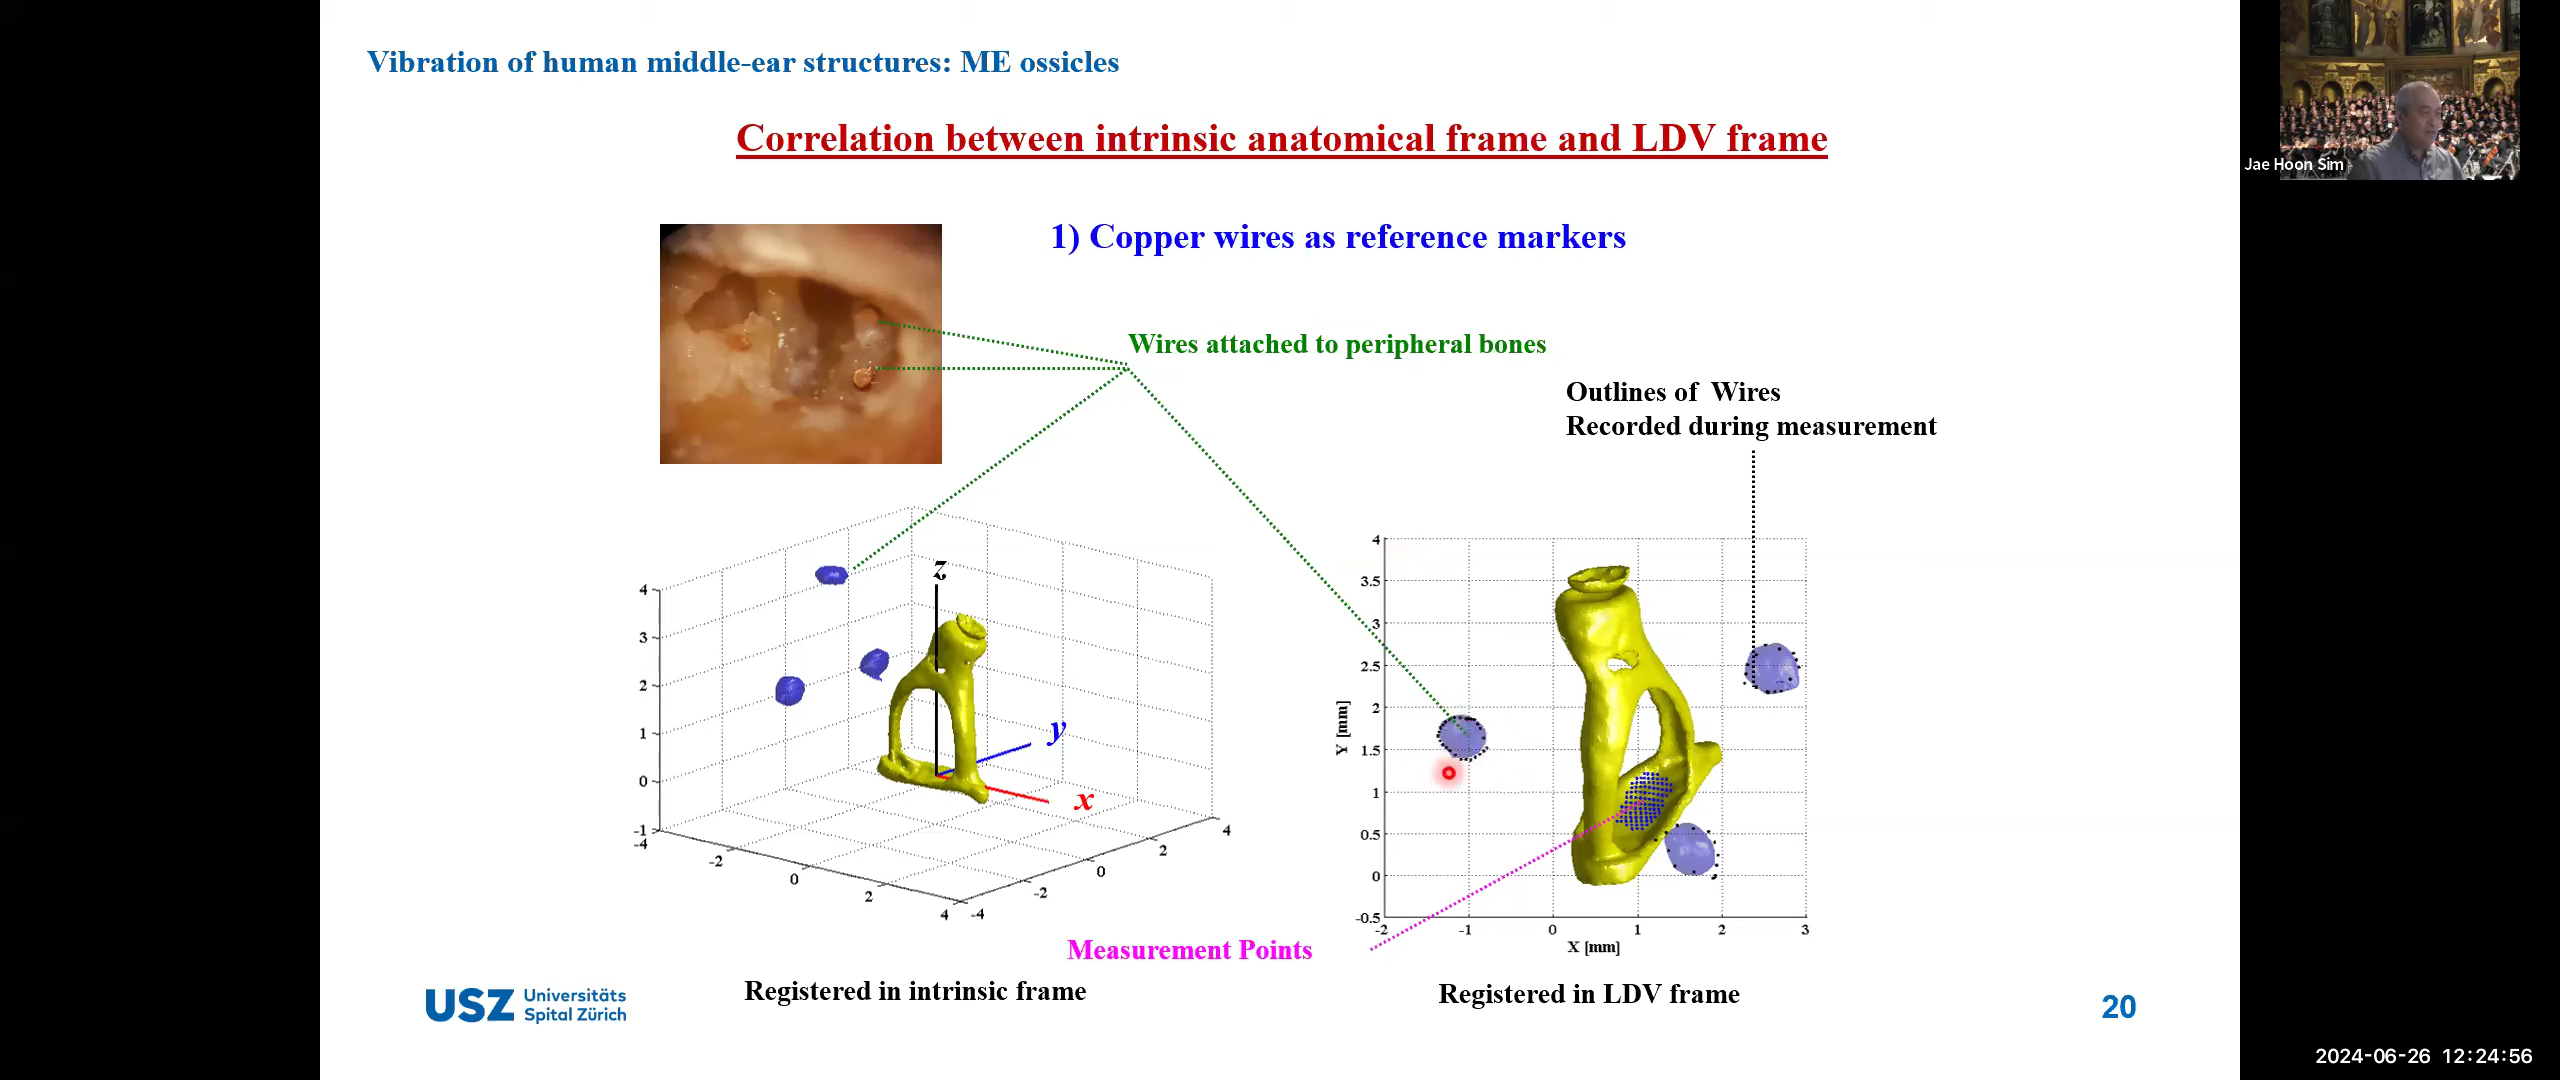 Vibration of human middle-ear structures: ME ossicles
Correlation between intrinsic anatomical frame and LDV frame
1) Copper wires as reference markers
Wires attached to peripheral bones
Outlines of Wires
Recorded during measurement
4
3
2
1
0
-1
-4
-2
0
2
4
-4
-2
0
2
4
z
y
x
4
3.5
3
2.5
2
1.5
1
0.5
0
-0.5
Y [mm]
-2
-1
0
1
2
3
X [mm]
Measurement Points
Registered in intrinsic frame
Registered in LDV frame
USZ Universitäts
Spital Zürich
20
Jae Hoon Sim
2024-06-26 12:24:56